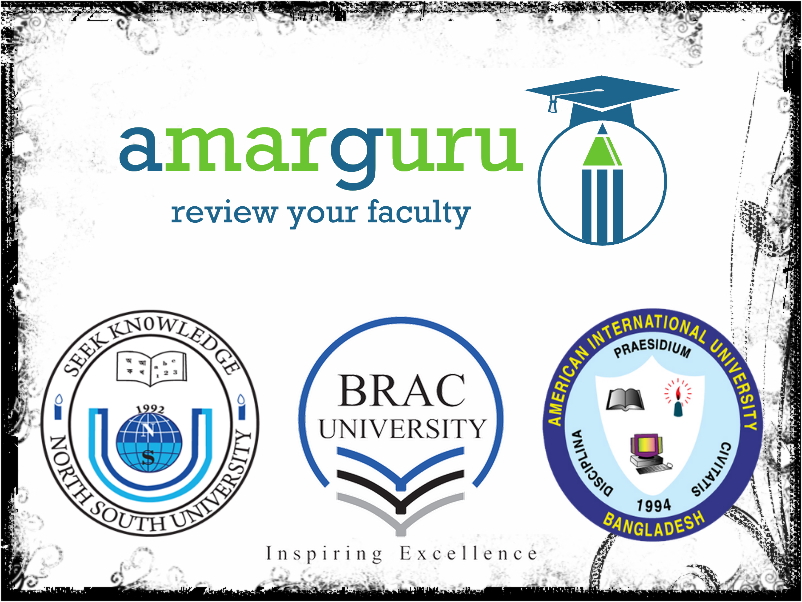 amarguru
review your faculty
SEEK KNOWLEDGE
1992
N
S
NORTH SOUTH UNIVERSITY
BRAC
UNIVERSITY
Inspiring Excellence
AMERICAN INTERNATIONAL UNIVERSITY
PRAESIDIUM
DISCIPLINA
CIVITATIS
1994
BANGLADESH